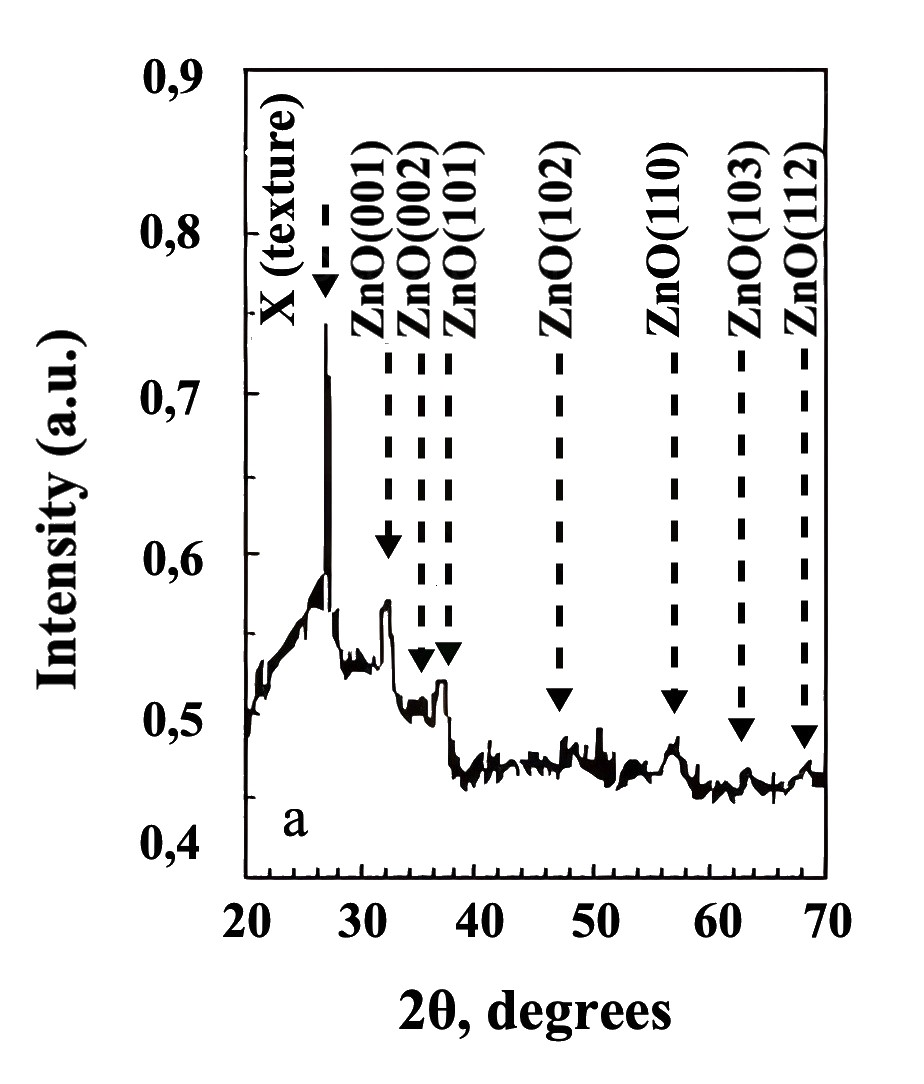 Intensity (a.u.)
0,9
0,8
0,7
0,6
0,5
0,4
X (texture)
ZnO(001)
ZnO(002)
ZnO(101)
ZnO(102)
ZnO(110)
ZnO(103)
ZnO(112)
a
20 30 40 50 60 70
2θ, degrees